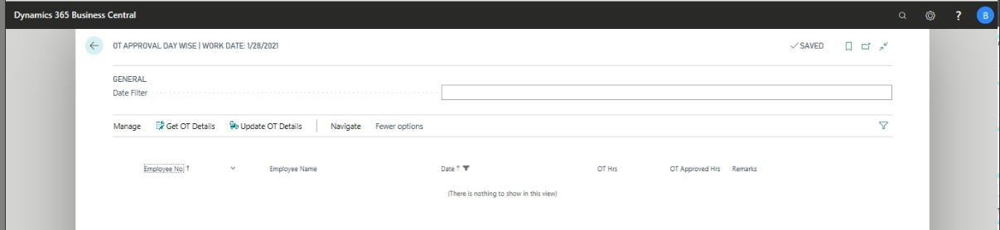 Dynamics 365 Business Central
?
B
OT APPROVAL DAY WISE | WORK DATE: 1/28/2021
✓ SAVED
GENERAL
Date Filter
Manage Get OT Details Update OT Details Navigate Fewer options
Employee No. ↑ Employee Name Date ↑ OT Hrs OT Approved Hrs Remarks
(There is nothing to show in this view)